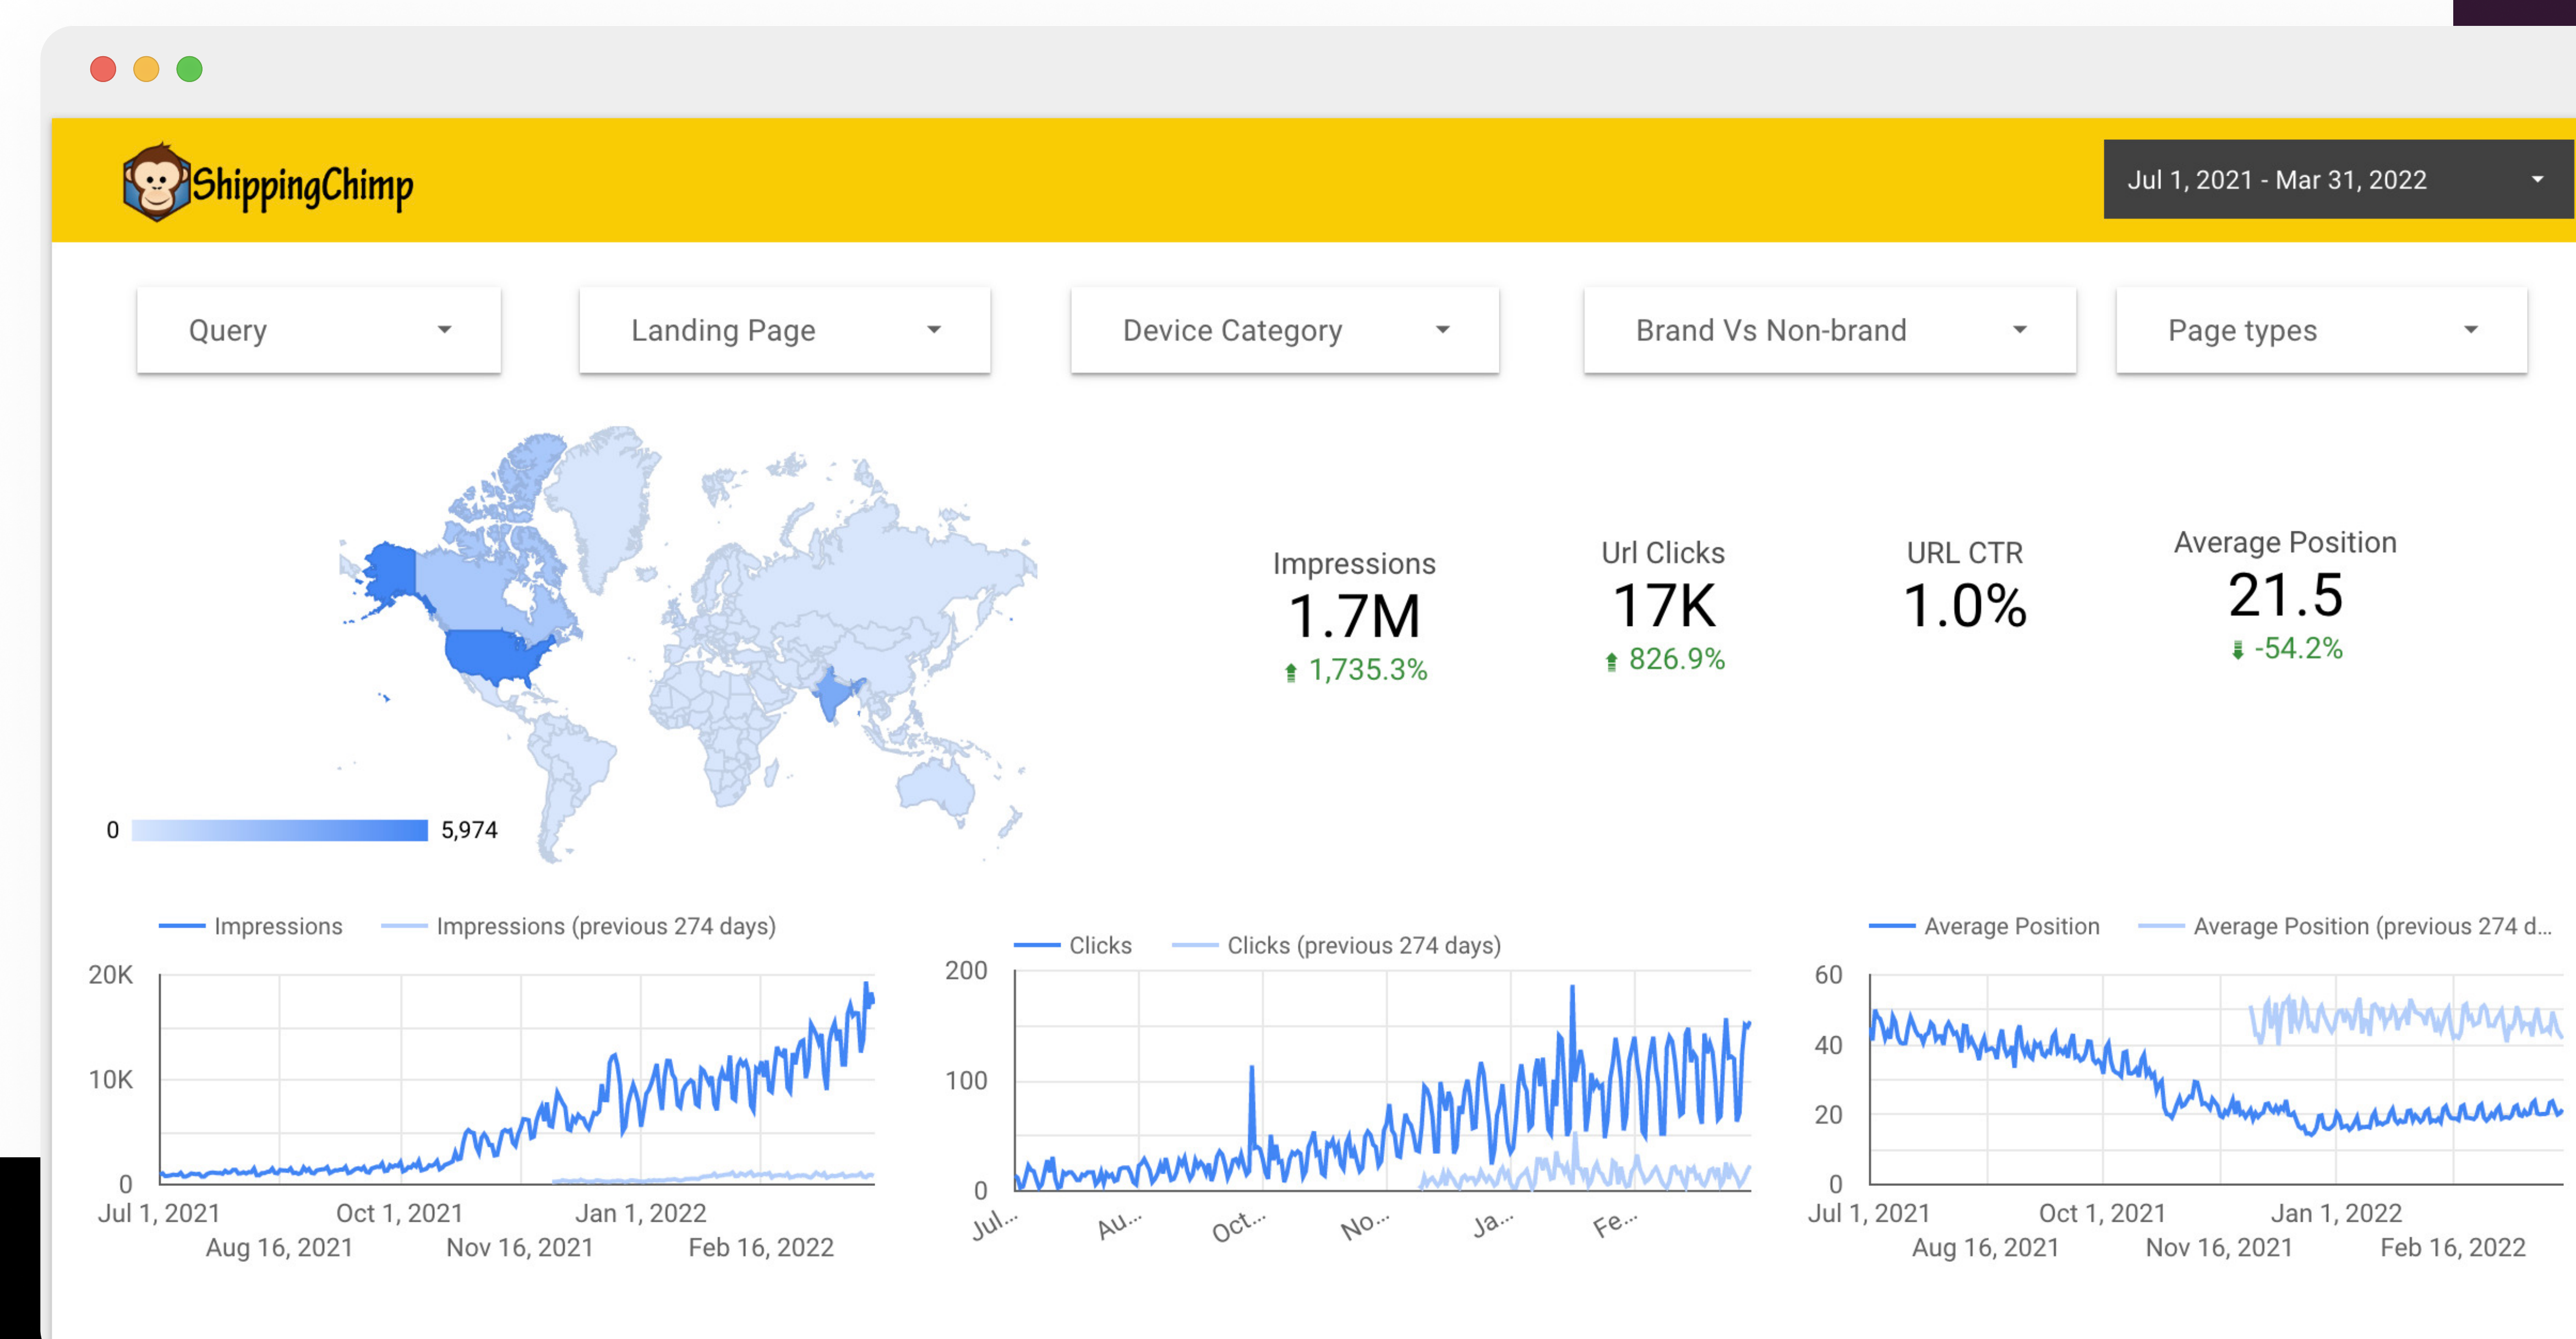 ShippingChimp
Jul 1, 2021 - Mar 31, 2022
Query
Landing Page
Device Category
Brand Vs Non-brand
Page types
Impressions
1.7M
1,735.3%
Url Clicks
17K
826.9%
URL CTR
1.0%
Average Position
21.5
-54.2%
0
5,974
Impressions
Impressions (previous 274 days)
20K
10K
0
Jul 1, 2021
Oct 1, 2021
Jan 1, 2022
Aug 16, 2021
Nov 16, 2021
Feb 16, 2022
Clicks
Clicks (previous 274 days)
200
100
0
Jul...
Au...
Oct...
No...
Ja...
Fe...
Average Position
Average Position (previous 274 d...
60
40
20
0
Jul 1, 2021
Oct 1, 2021
Jan 1, 2022
Aug 16, 2021
Nov 16, 2021
Feb 16, 2022